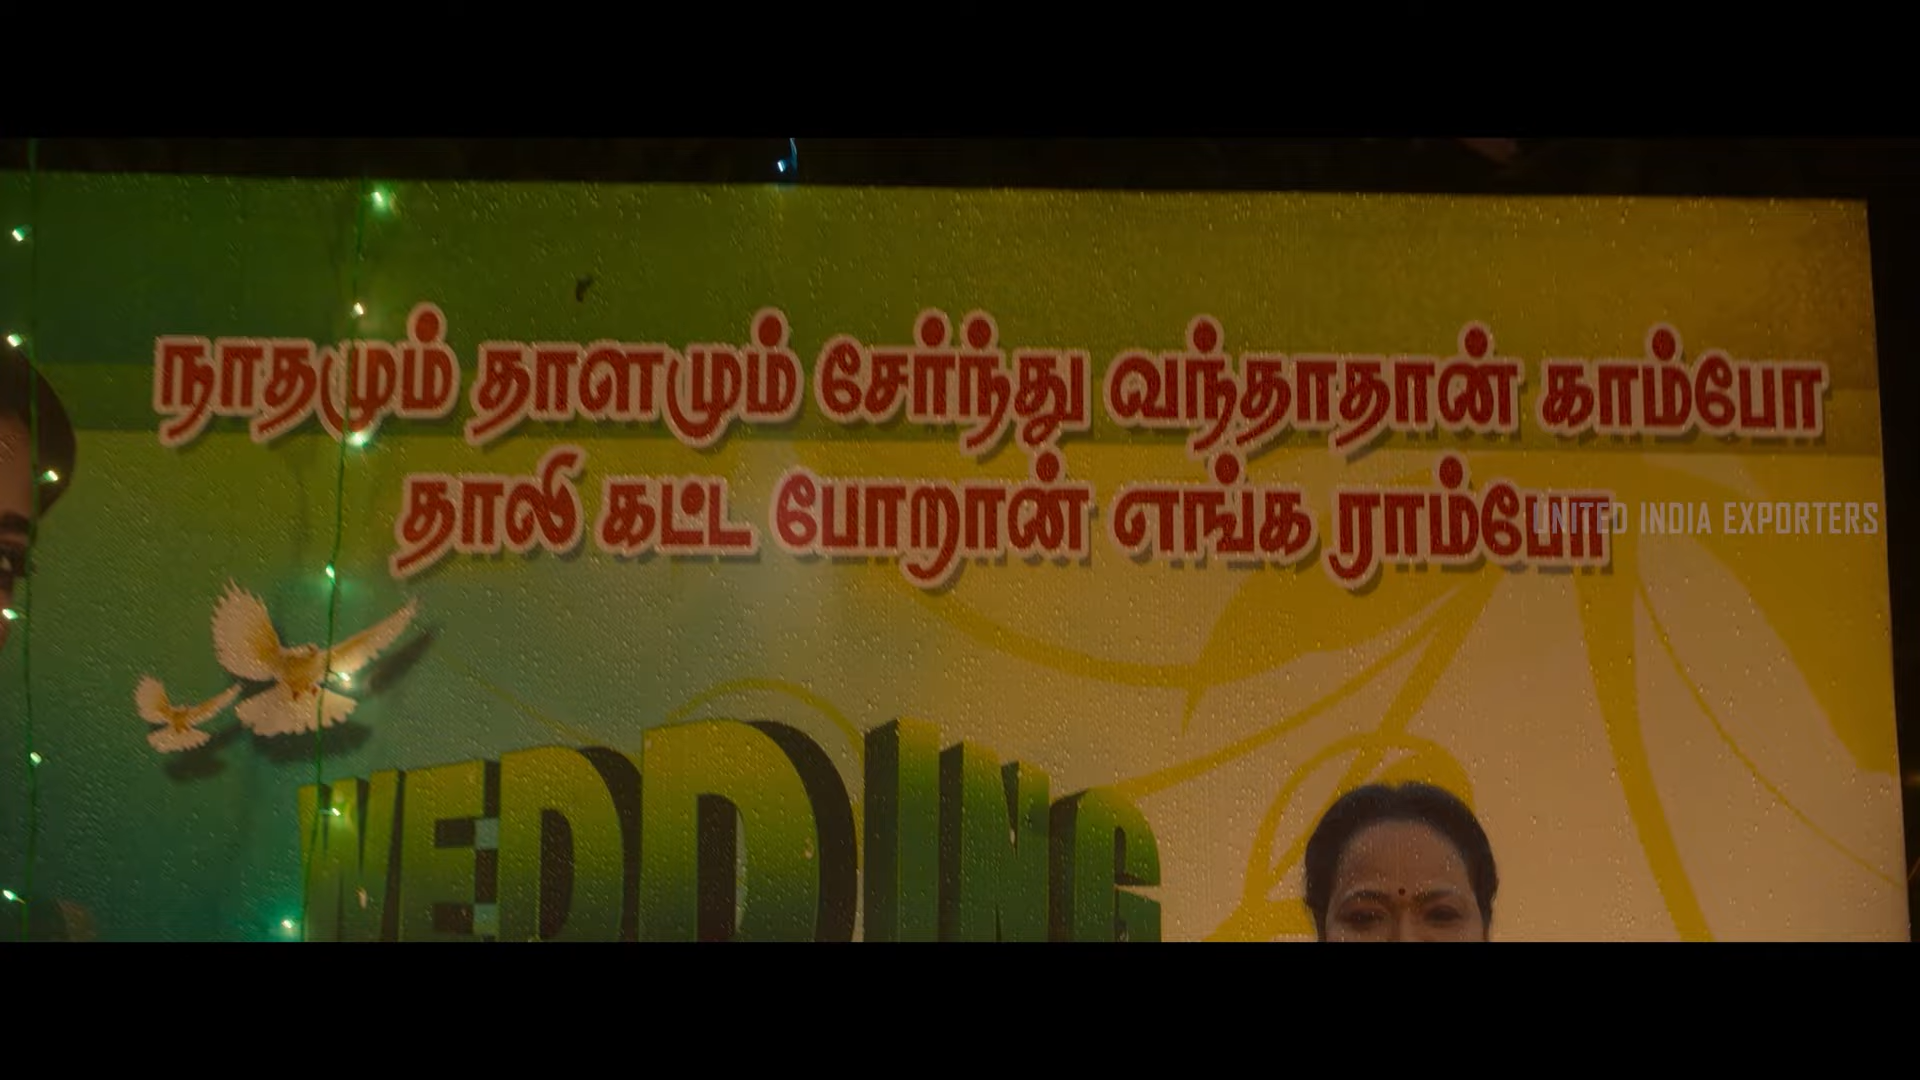 நாதமும் தாளமும் சேர்ந்து வந்தாதான் காம்போ
தாலி கட்ட போறான் எங்க ராம்போ
UNITED INDIA EXPORTERS
WEDDING